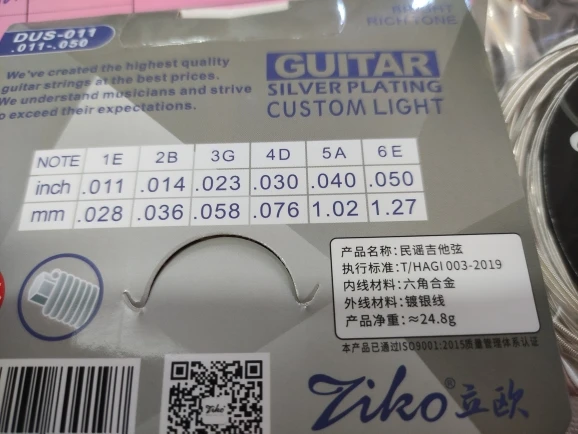 DUS-011
.011-.050
RICH TONE
We've created the highest quality
guitar strings at the best prices.
We understand musicians and strive
to exceed their expectations.
GUITAR
SILVER PLATING
CUSTOM LIGHT
NOTE 1E 2B 3G 4D 5A 6E
inch .011 .014 .023 .030 .040 .050
mm .028 .036 .058 .076 1.02 1.27
产品名称:民谣吉他弦
执行标准:T/HAGI 003-2019
内线材料:六角合金
外线材料:镀银线
产品净重:≈24.8g
本产品已通过ISO9001:2015质量管理体系认证
Ziko
Ziko® 立欧